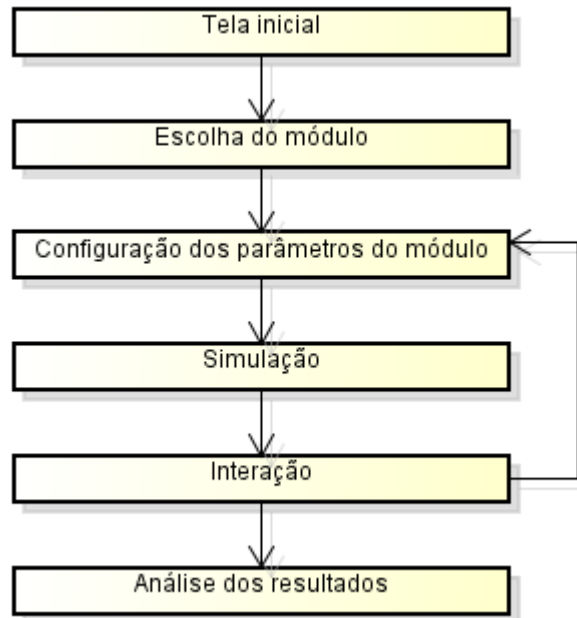 Tela inicial
Escolha do módulo
Configuração dos parâmetros do módulo
Simulação
Interação
Análise dos resultados